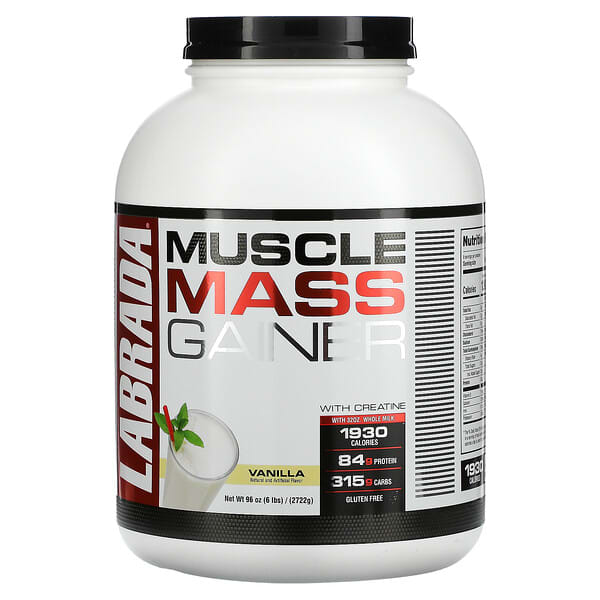 LABRADA®
MUSCLE
MASS
GAINER
WITH CREATINE
WITH 32OZ. WHOLE MILK
1930
CALORIES
84g PROTEIN
315g CARBS
GLUTEN FREE
VANILLA
Natural and Artificial Flavor
Net Wt 96 oz (6 lbs) / (2722g)
Nutrition
Calories
1930
CALORIES